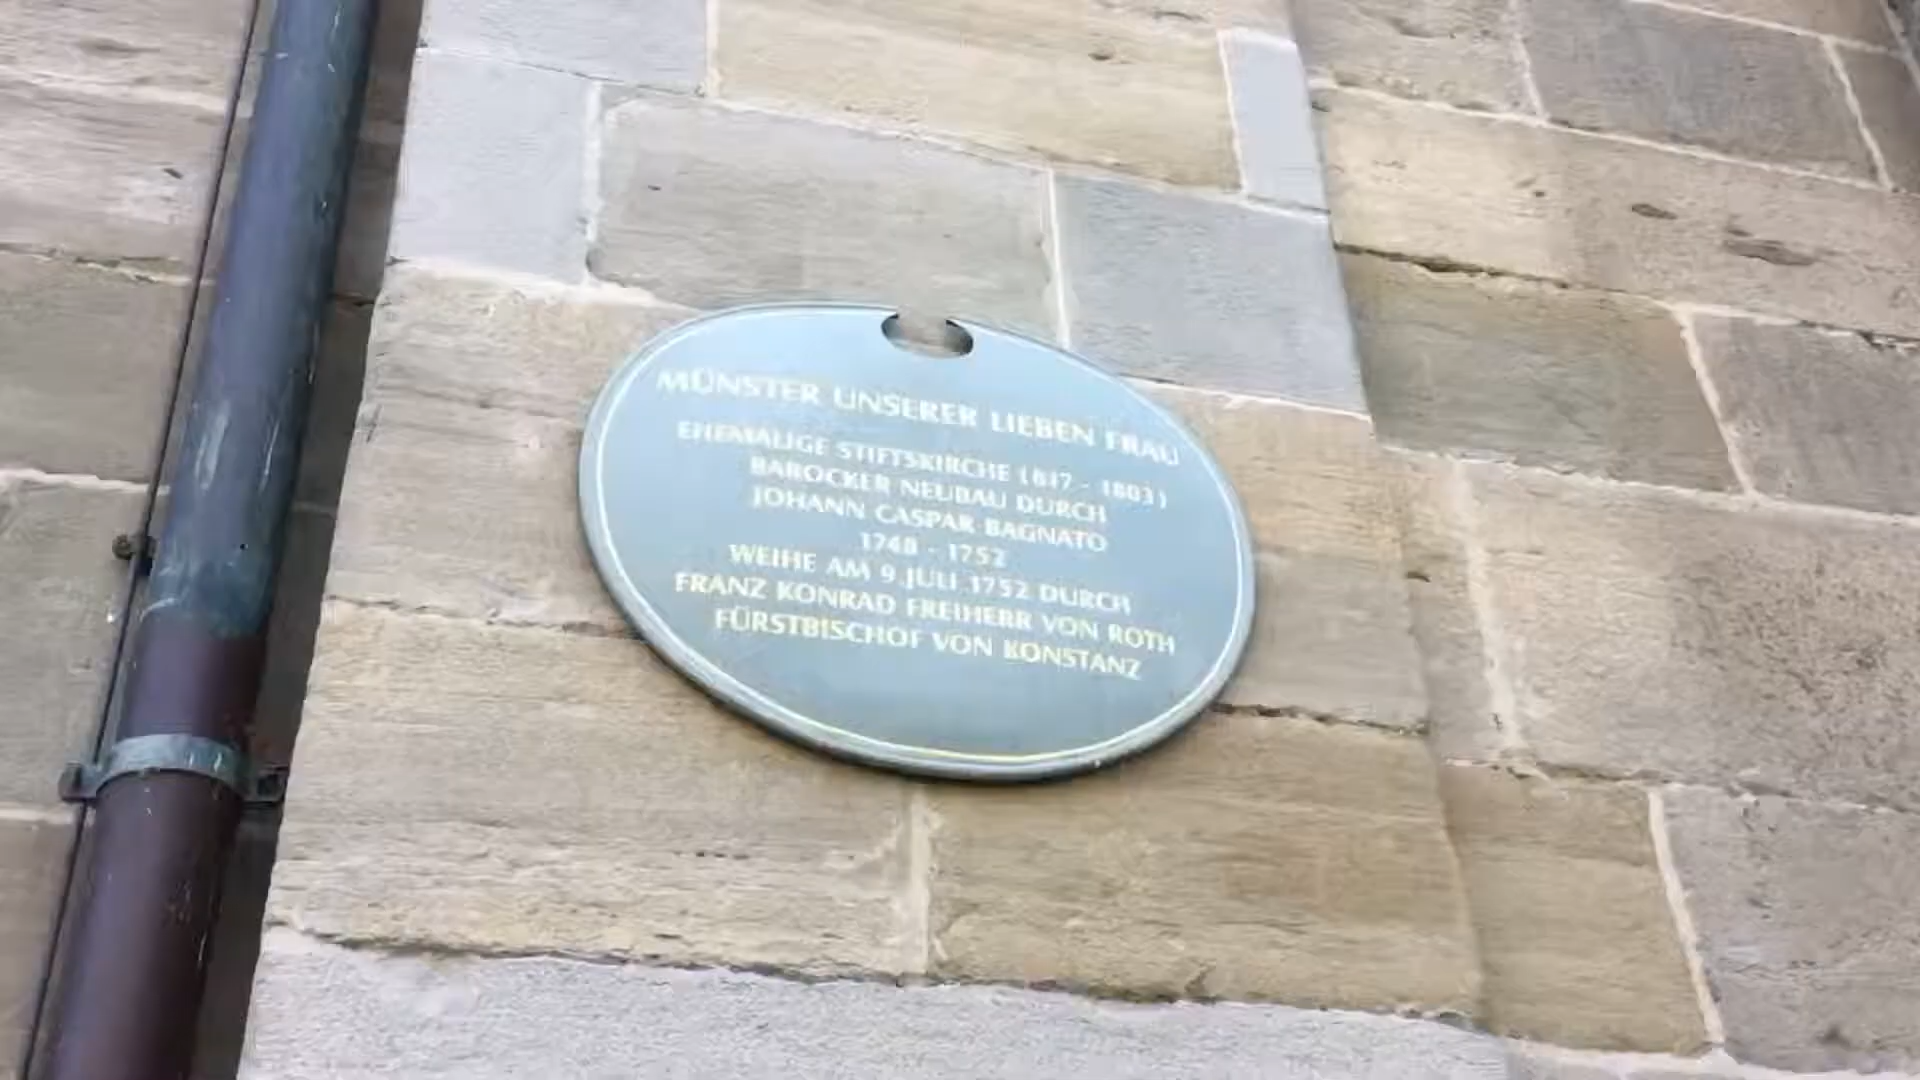 MÜNSTER UNSERER LIEBEN FRAU
EHEMALIGE STIFTSKIRCHE (817 - 1803)
BAROCKER NEUBAU DURCH
JOHANN CASPAR BAGNATO
1748 - 1752
WEIHE AM 9. JULI 1752 DURCH
FRANZ KONRAD FREIHERR VON ROTH
FÜRSTBISCHOF VON KONSTANZ